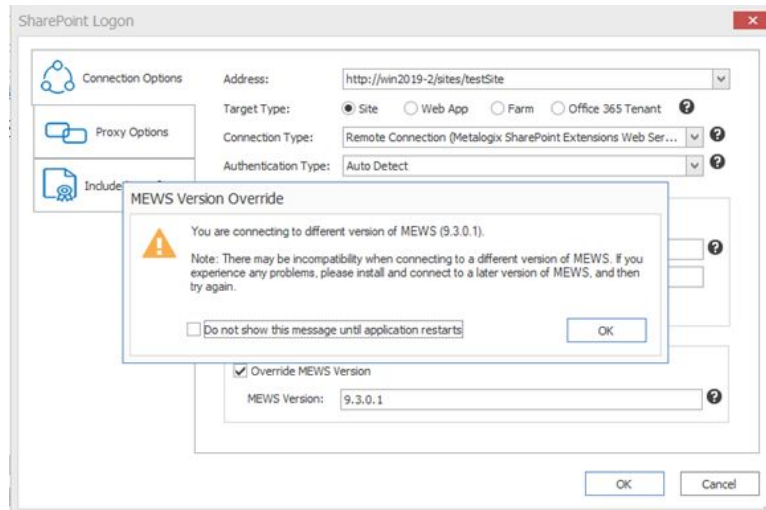 SharePoint Logon
Connection Options
Proxy Options
Include
Address: http://win2019-2/sites/testSite
Target Type: Site Web App Farm Office 365 Tenant ?
Connection Type: Remote Connection (Metalogix SharePoint Extensions Web Ser... ?
Authentication Type: Auto Detect ?
MEWS Version Override
You are connecting to different version of MEWS (9.3.0.1).
Note: There may be incompatibility when connecting to a different version of MEWS. If you
experience any problems, please install and connect to a later version of MEWS, and then
try again.
Do not show this message until application restarts OK
?
Override MEWS Version
MEWS Version: 9.3.0.1 ?
OK Cancel